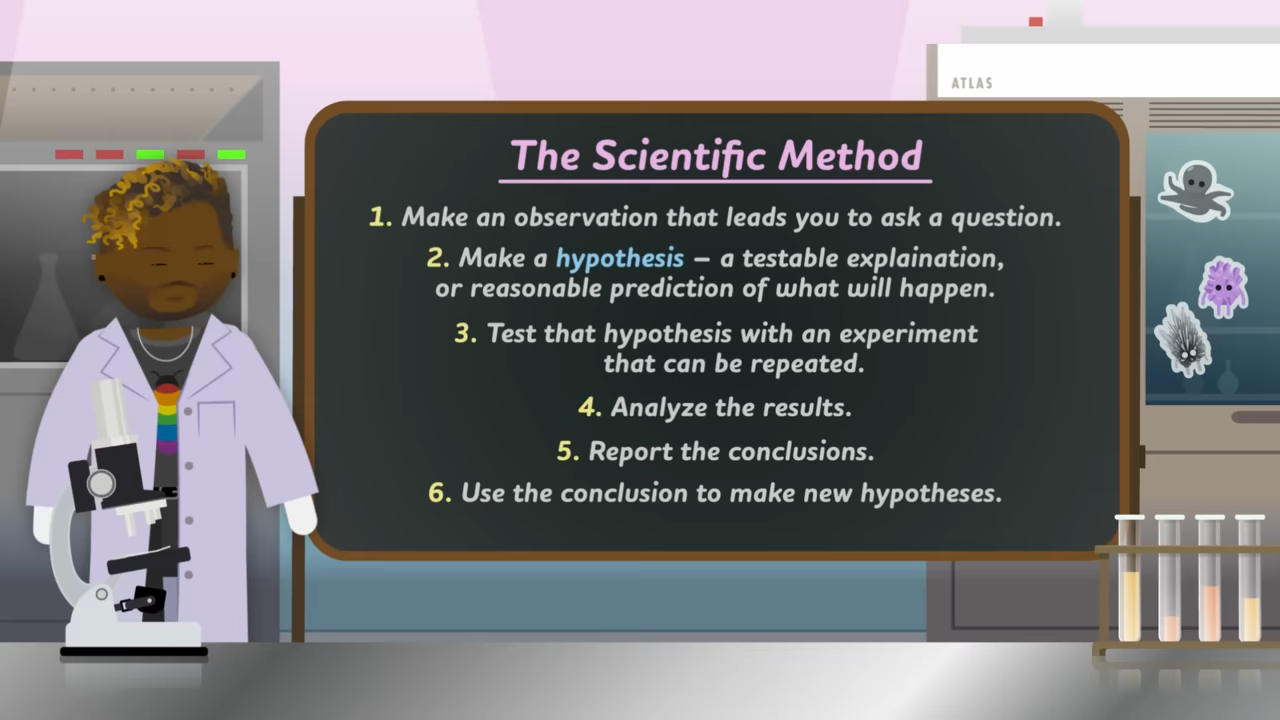 ATLAS
The Scientific Method
1. Make an observation that leads you to ask a question.
2. Make a hypothesis – a testable explaination,
or reasonable prediction of what will happen.
3. Test that hypothesis with an experiment
that can be repeated.
4. Analyze the results.
5. Report the conclusions.
6. Use the conclusion to make new hypotheses.